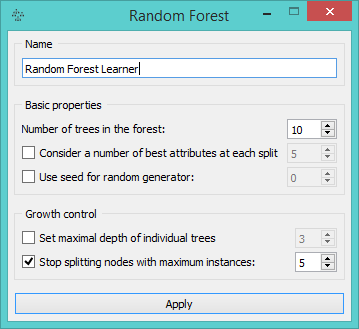 Random Forest
Name
Random Forest Learner
Basic properties
Number of trees in the forest: 10
Consider a number of best attributes at each split 5
Use seed for random generator: 0
Growth control
Set maximal depth of individual trees 3
Stop splitting nodes with maximum instances: 5
Apply